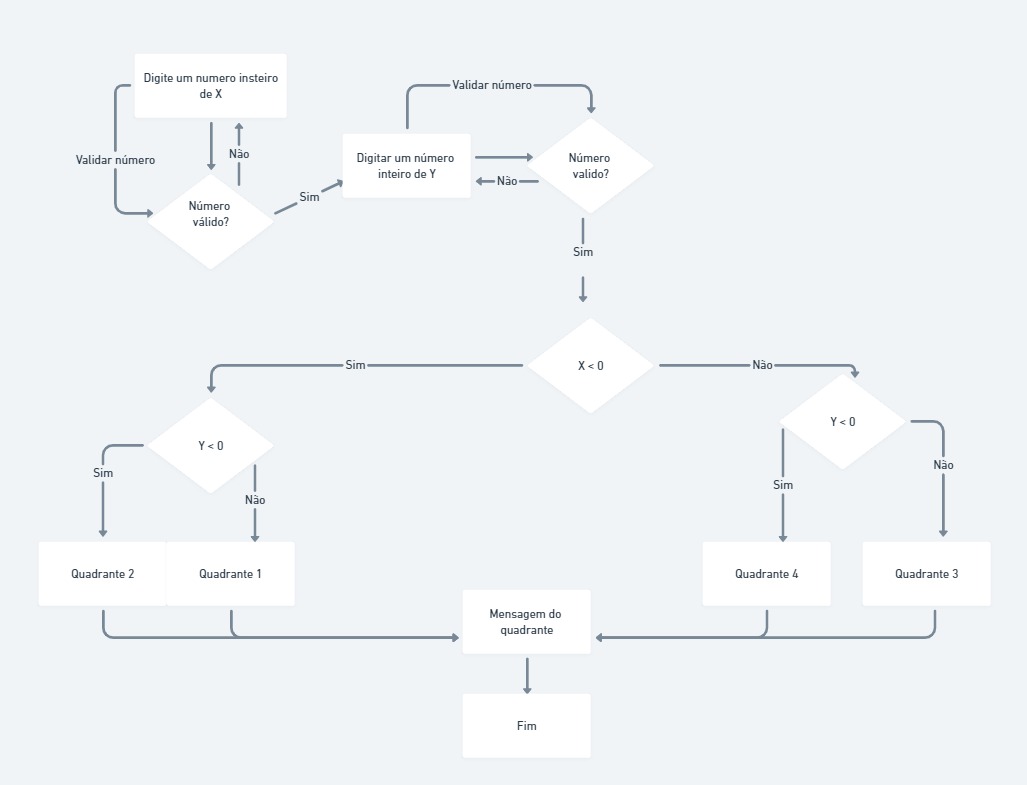 Digite um numero insteiro
de X
Validar número
Não
Número
válido?
Sim
Validar número
Digitar um número
inteiro de Y
Não
Número
valido?
Sim
X < 0
Sim
Não
Y < 0
Sim
Não
Y < 0
Sim
Não
Quadrante 2
Quadrante 1
Quadrante 4
Quadrante 3
Mensagem do
quadrante
Fim